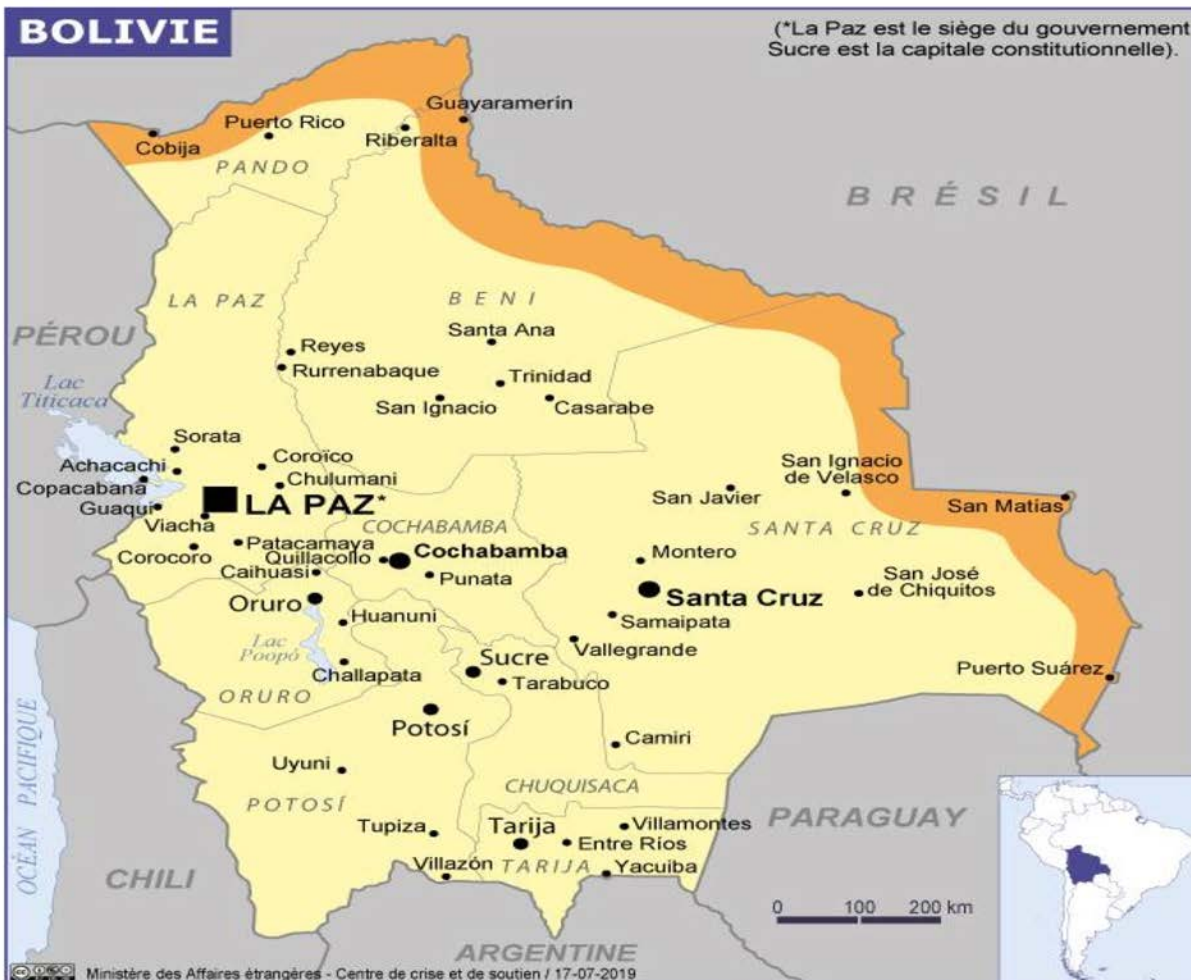 BOLIVIE
(*La Paz est le siège du gouvernement
Sucre est la capitale constitutionnelle).
Guayaramerín
Puerto Rico
Riberalta
Cobija
PANDO
BRÉSIL
LA PAZ
BENI
PÉROU
Santa Ana
Reyes
Rurrenabaque
Trinidad
Lac
Titicaca
San Ignacio
Casarabe
Sorata
Coroïco
Achacachi
San Ignacio
de Velasco
Chulumani
Copacabana
San Javier
LA PAZ*
Guaqui
San Matías
Viacha
COCHABAMBA
SANTA CRUZ
Patacamaya
Corocoro
Quillacollo
Cochabamba
Montero
Caihuasi
Punata
San José
de Chiquitos
Oruro
Santa Cruz
Huanuni
Samaipata
Lac
Poopó
Vallegrande
Sucre
Puerto Suárez
Challapata
Tarabuco
ORURO
Potosí
Camiri
Uyuni
CHUQUISACA
POTOSÍ
PARAGUAY
Tupiza
Tarija
Villamontes
Entre Ríos
Villazón
TARIJA
Yacuiba
OCÉAN PACIFIQUE
CHILI
0 100 200 km
ARGENTINE
Ministère des Affaires étrangères - Centre de crise et de soutien / 17-07-2019